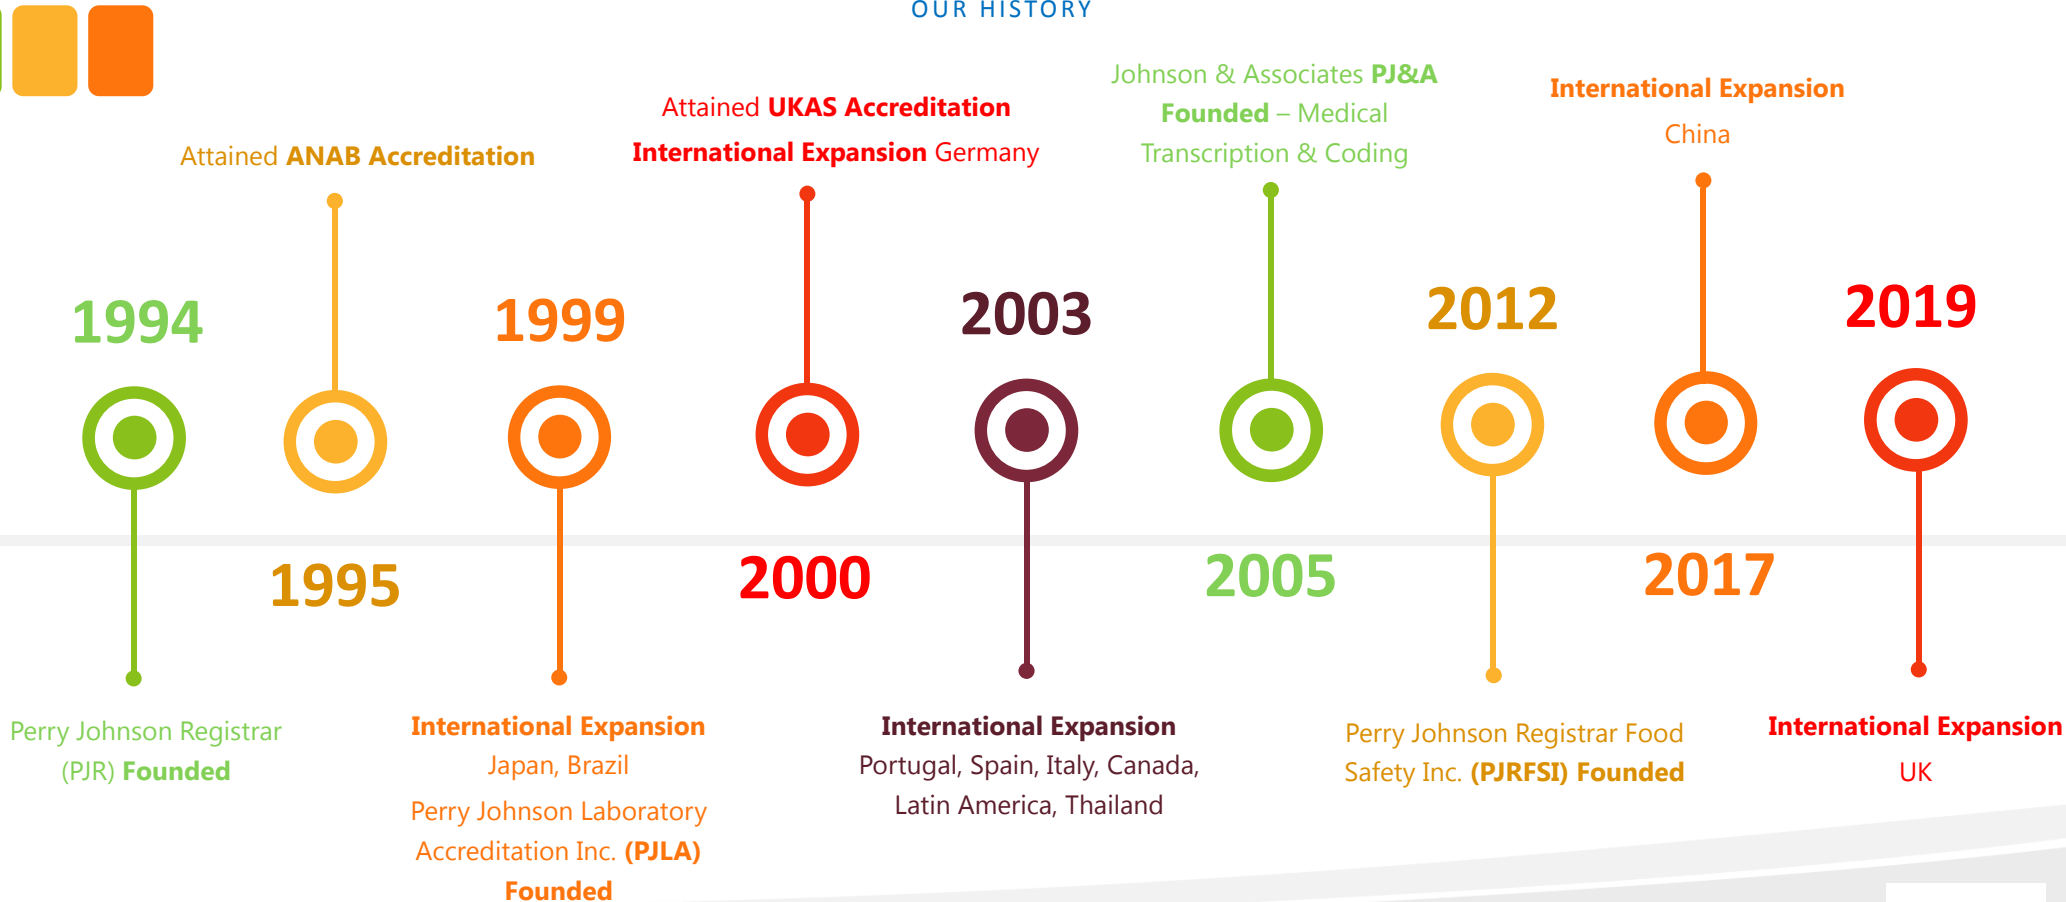 OUR HISTORY
Attained ANAB Accreditation
Attained UKAS Accreditation
International Expansion Germany
Johnson & Associates PJ&A
Founded – Medical
Transcription & Coding
International Expansion
China
1994
1999
2003
2012
2019
1995
2000
2005
2017
Perry Johnson Registrar
(PJR) Founded
International Expansion
Japan, Brazil
Perry Johnson Laboratory
Accreditation Inc. (PJLA)
Founded
International Expansion
Portugal, Spain, Italy, Canada,
Latin America, Thailand
Perry Johnson Registrar Food
Safety Inc. (PJRFSI) Founded
International Expansion
UK